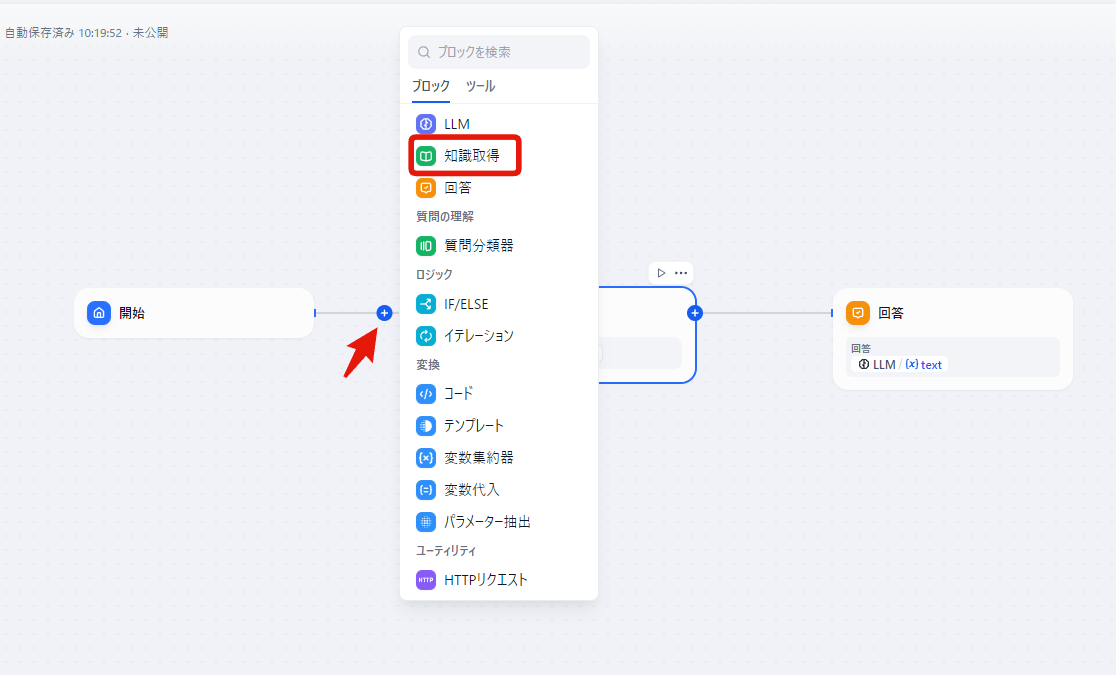 自動保存済み 10:19:52 · 未公開
ブロックを検索
ブロック ツール
LLM
知識取得
回答
質問の理解
質問分類器
ロジック
IF/ELSE
イテレーション
変換
コード
テンプレート
変数集約器
変数代入
パラメーター抽出
ユーティリティ
HTTP HTTPリクエスト
開始
回答
回答
LLM / {x} text